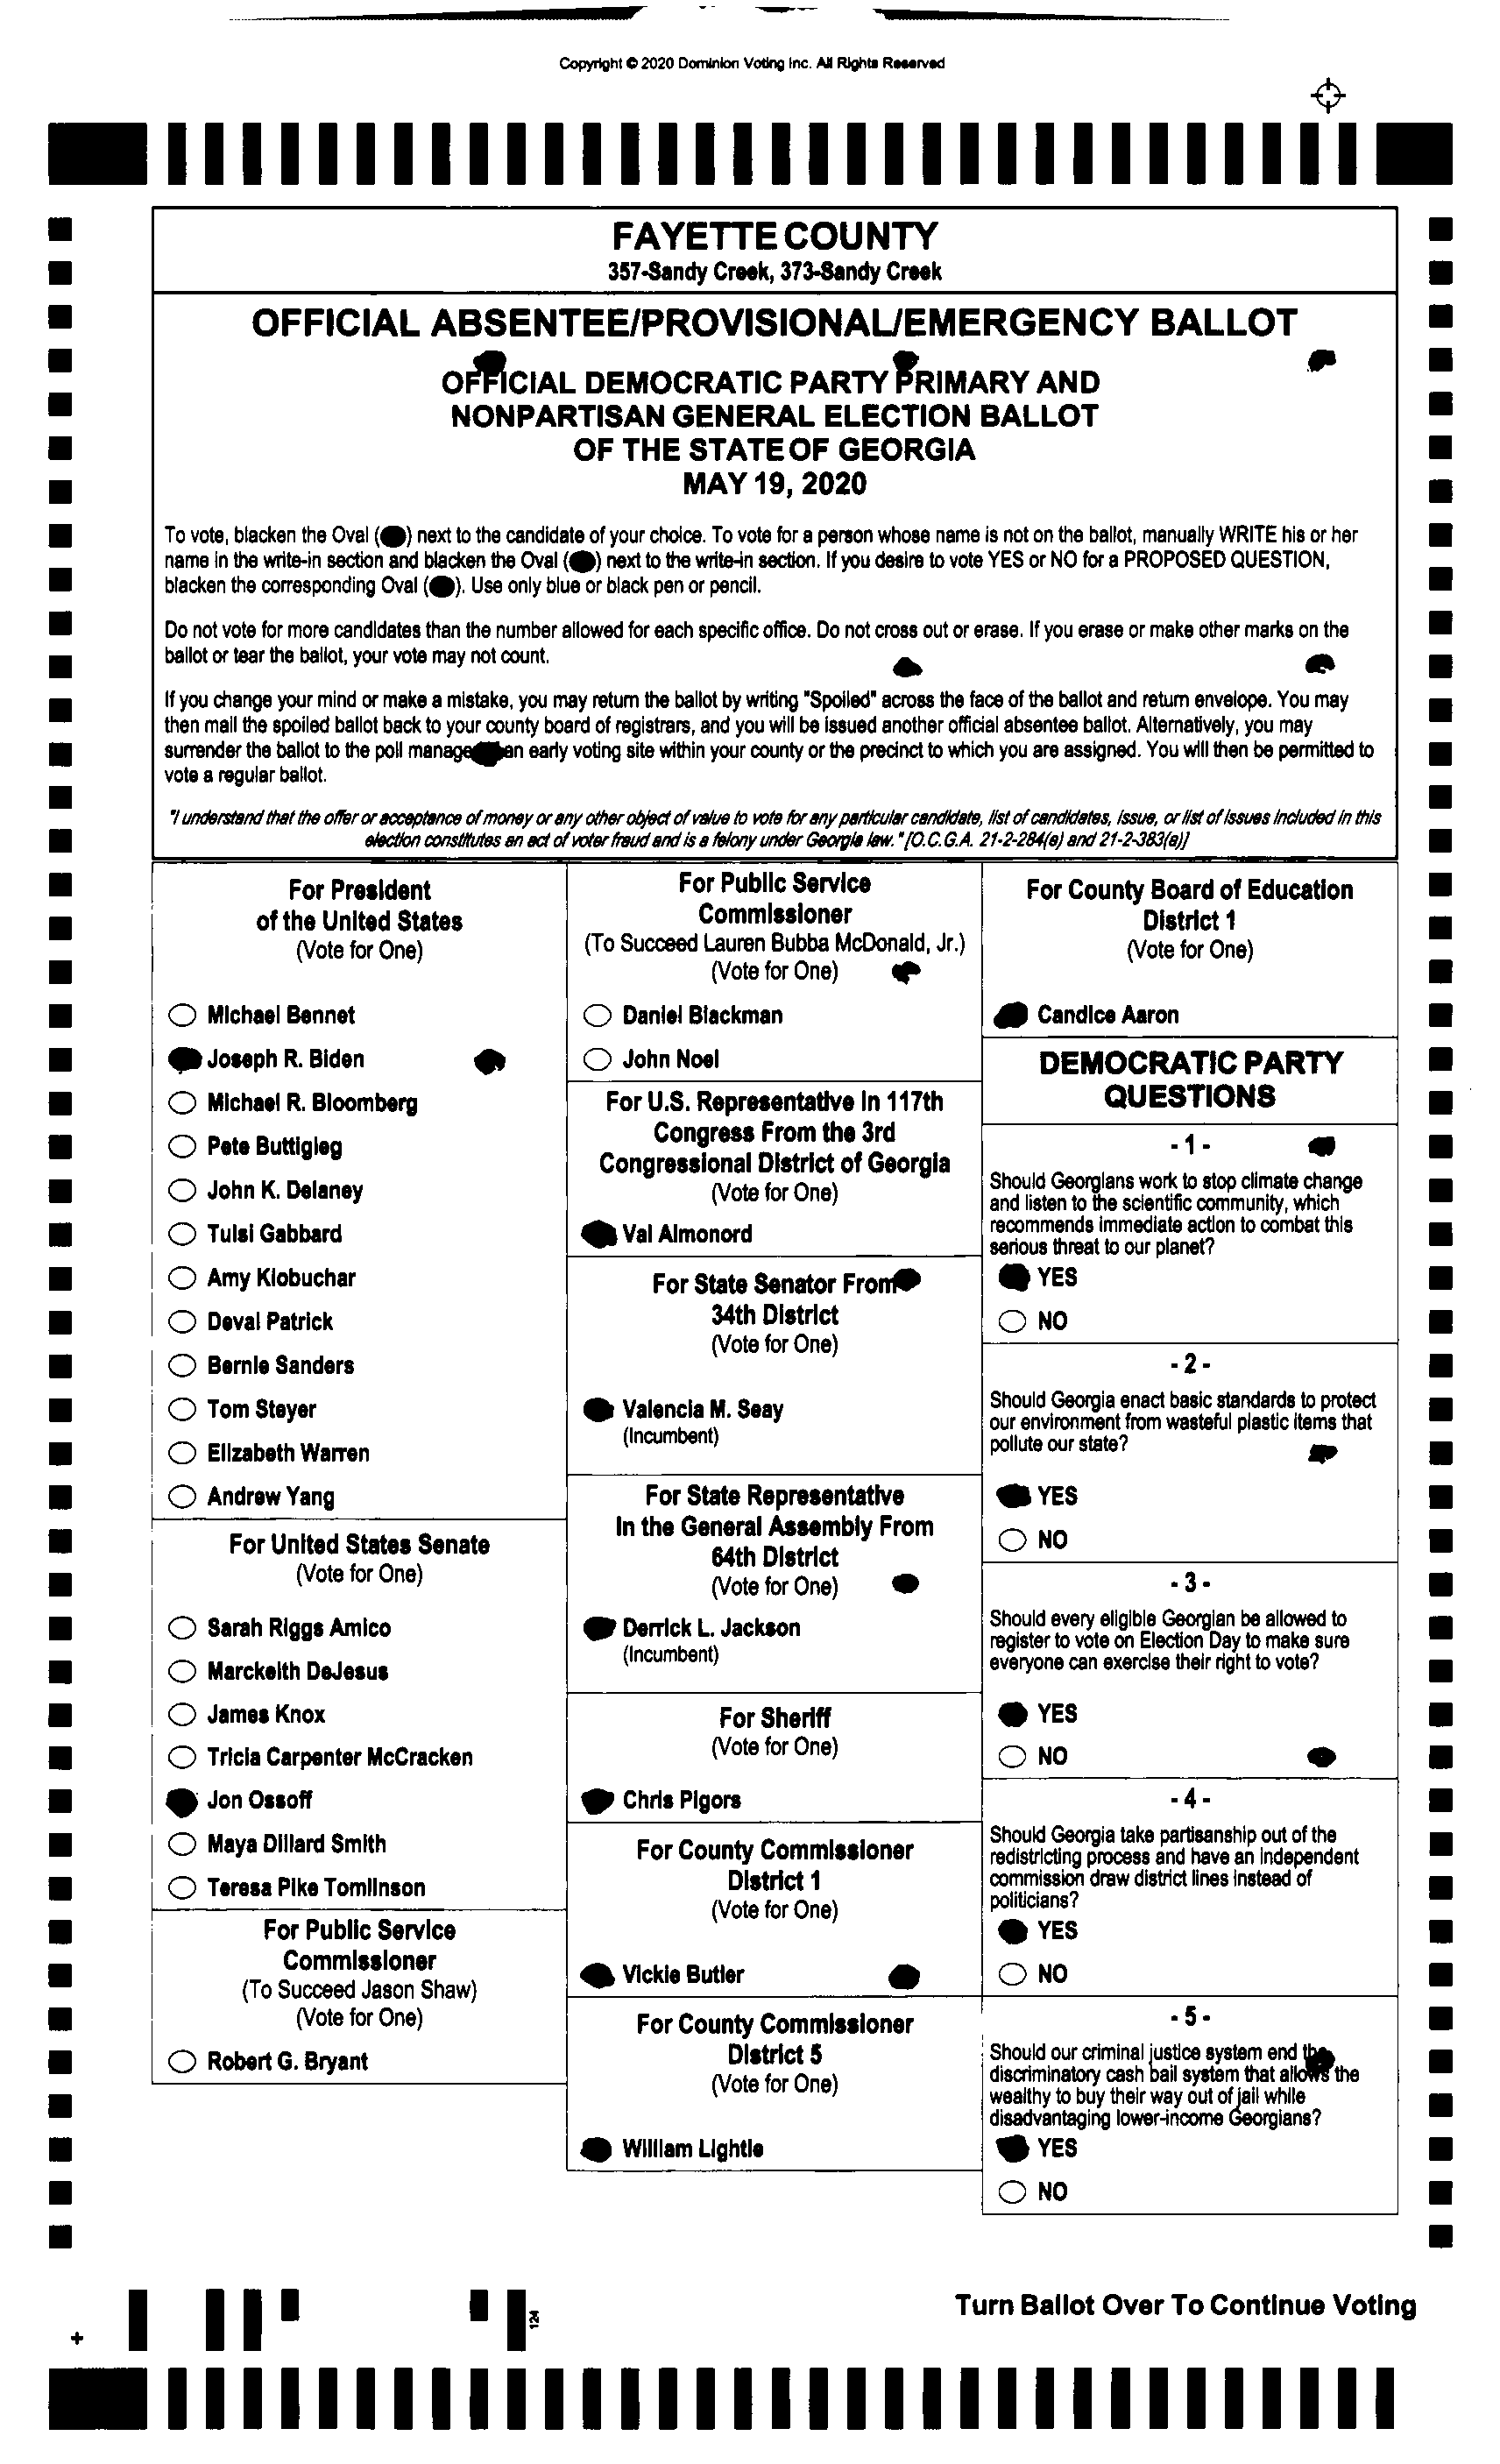 Copyright © 2020 Dominion Voting Inc. All Rights Reserved
FAYETTE COUNTY
357-Sandy Creek, 373-Sandy Creek
OFFICIAL ABSENTEE/PROVISIONAL/EMERGENCY BALLOT
OFFICIAL DEMOCRATIC PARTY PRIMARY AND
NONPARTISAN GENERAL ELECTION BALLOT
OF THE STATE OF GEORGIA
MAY 19, 2020
To vote, blacken the Oval ( ) next to the candidate of your choice. To vote for a person whose name is not on the ballot, manually WRITE his or her
name in the write-in section and blacken the Oval ( ) next to the write-in section. If you desire to vote YES or NO for a PROPOSED QUESTION,
blacken the corresponding Oval ( ). Use only blue or black pen or pencil.
Do not vote for more candidates than the number allowed for each specific office. Do not cross out or erase. If you erase or make other marks on the
ballot or tear the ballot, your vote may not count.
If you change your mind or make a mistake, you may return the ballot by writing "Spoiled" across the face of the ballot and return envelope. You may
then mail the spoiled ballot back to your county board of registrars, and you will be issued another official absentee ballot. Alternatively, you may
surrender the ballot to the poll manager an early voting site within your county or the precinct to which you are assigned. You will then be permitted to
vote a regular ballot.
"I understand that the offer or acceptance of money or any other object of value to vote for any particular candidate, list of candidates, issue, or list of issues included in this
election constitutes an act of voter fraud and is a felony under Georgia law." [O.C.G.A. 21-2-284(e) and 21-2-383(a)]
For President
of the United States
(Vote for One)
Michael Bennet
Joseph R. Biden
Michael R. Bloomberg
Pete Buttigieg
John K. Delaney
Tulsi Gabbard
Amy Klobuchar
Deval Patrick
Bernie Sanders
Tom Steyer
Elizabeth Warren
Andrew Yang
For United States Senate
(Vote for One)
Sarah Riggs Amico
Marckeith DeJesus
James Knox
Tricia Carpenter McCracken
Jon Ossoff
Maya Dillard Smith
Teresa Pike Tomlinson
For Public Service
Commissioner
(To Succeed Jason Shaw)
(Vote for One)
Robert G. Bryant
For Public Service
Commissioner
(To Succeed Lauren Bubba McDonald, Jr.)
(Vote for One)
Daniel Blackman
John Noel
For U.S. Representative in 117th
Congress From the 3rd
Congressional District of Georgia
(Vote for One)
Val Almonord
For State Senator From
34th District
(Vote for One)
Valencia M. Seay
(Incumbent)
For State Representative
In the General Assembly From
64th District
(Vote for One)
Derrick L. Jackson
(Incumbent)
For Sheriff
(Vote for One)
Chris Pigors
For County Commissioner
District 1
(Vote for One)
Vickie Butler
For County Commissioner
District 5
(Vote for One)
William Lightle
For County Board of Education
District 1
(Vote for One)
Candice Aaron
DEMOCRATIC PARTY
QUESTIONS
- 1 -
Should Georgians work to stop climate change
and listen to the scientific community, which
recommends immediate action to combat this
serious threat to our planet?
YES
NO
- 2 -
Should Georgia enact basic standards to protect
our environment from wasteful plastic items that
pollute our state?
YES
NO
- 3 -
Should every eligible Georgian be allowed to
register to vote on Election Day to make sure
everyone can exercise their right to vote?
YES
NO
- 4 -
Should Georgia take partisanship out of the
redistricting process and have an independent
commission draw district lines instead of
politicians?
YES
NO
- 5 -
Should our criminal justice system end the
discriminatory cash bail system that allows the
wealthy to buy their way out of jail while
disadvantaging lower-income Georgians?
YES
NO
Turn Ballot Over To Continue Voting
124